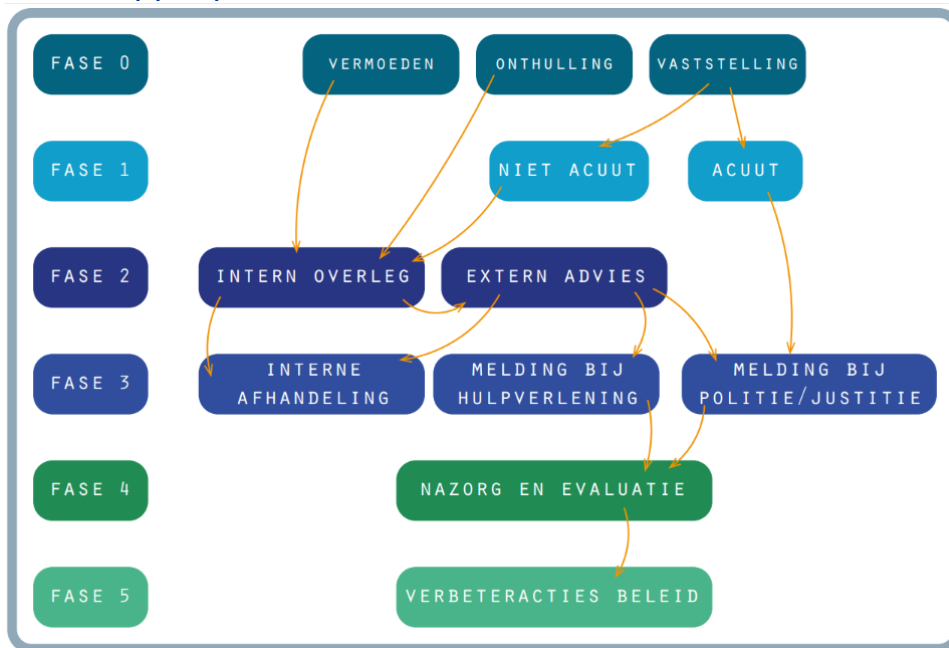 FASE 0
VERMOEDEN
ONTHULLING
VASTSTELLING
FASE 1
NIET ACUUT
ACUUT
FASE 2
INTERN OVERLEG
EXTERN ADVIES
FASE 3
INTERNE
AFHANDELING
MELDING BIJ
HULPVERLENING
MELDING BIJ
POLITIE/JUSTITIE
FASE 4
NAZORG EN EVALUATIE
FASE 5
VERBETERACTIES BELEID